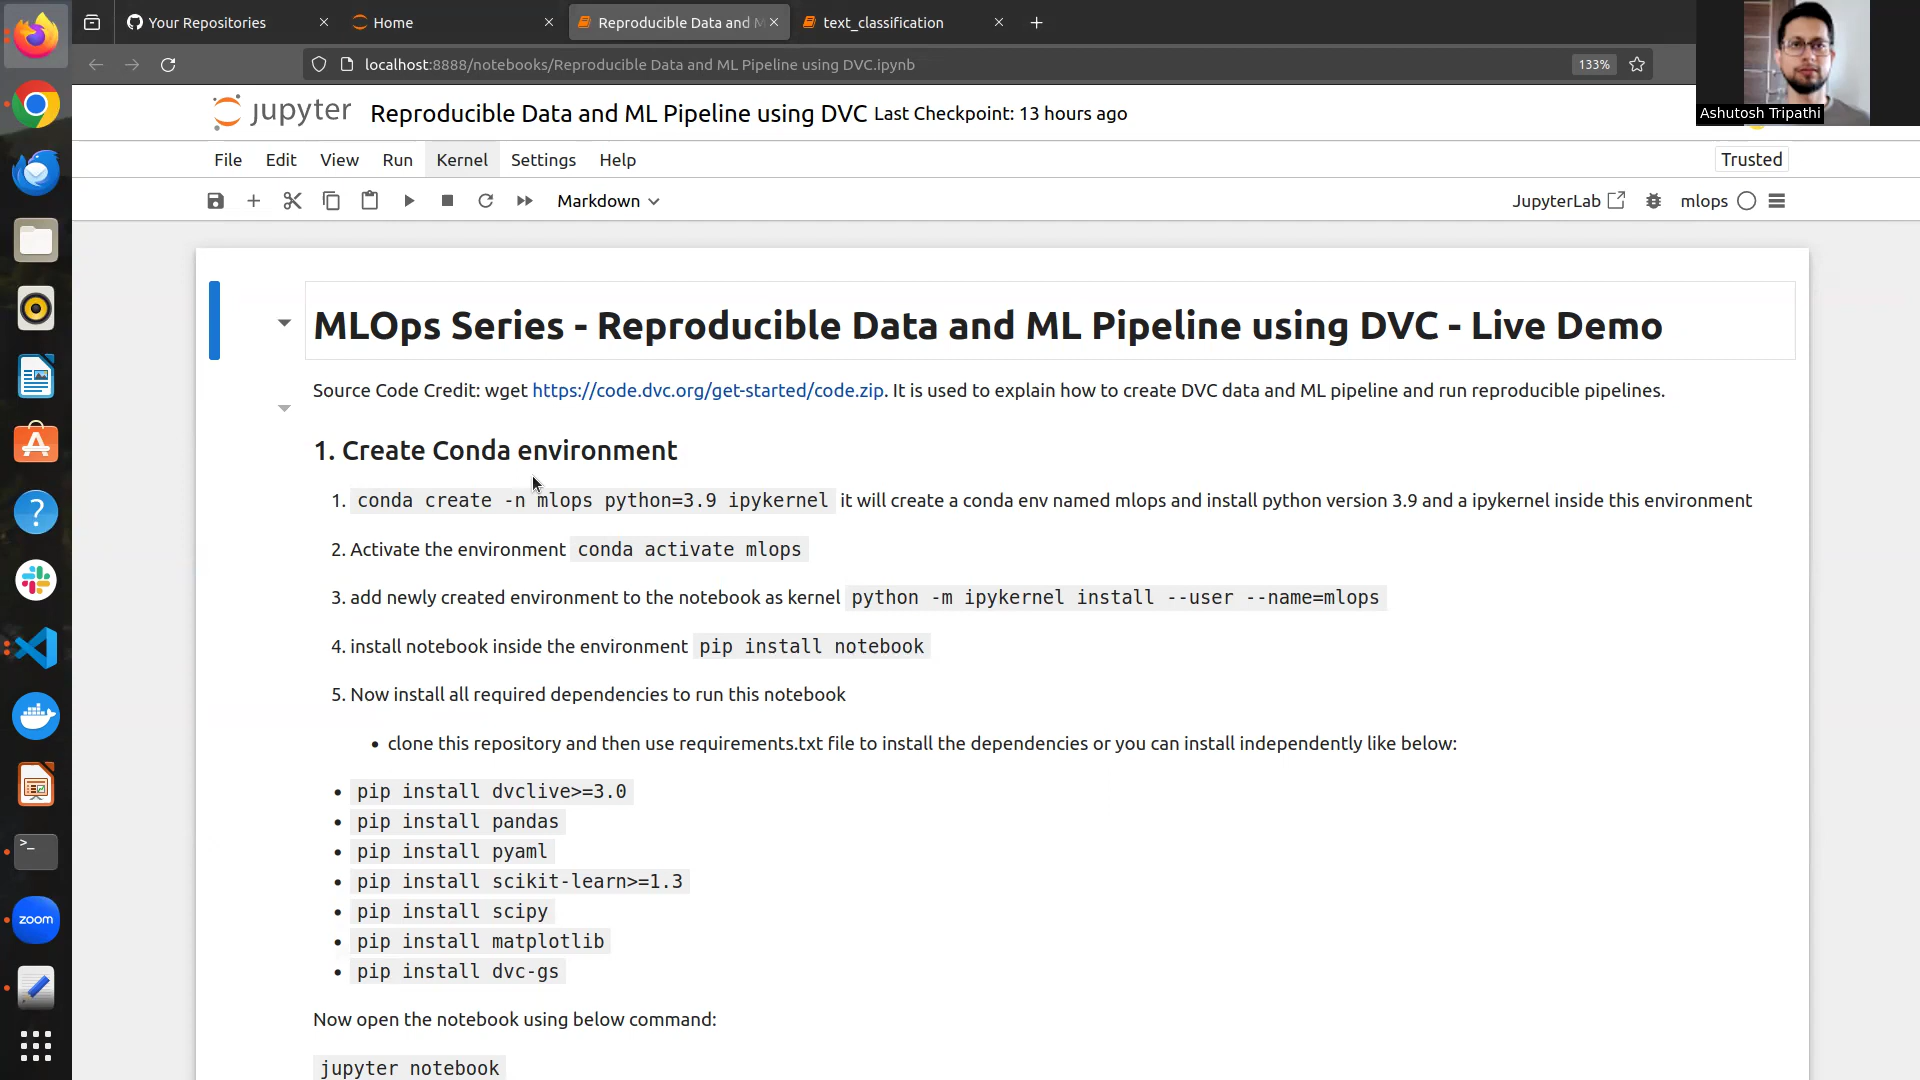 Your Repositories
Home
Reproducible Data and M
text_classification
localhost:8888/notebooks/Reproducible Data and ML Pipeline using DVC.ipynb
133%
Ashutosh Tripathi
jupyter Reproducible Data and ML Pipeline using DVC Last Checkpoint: 13 hours ago
File Edit View Run Kernel Settings Help
Trusted
Markdown
JupyterLab
mlops
MLOps Series - Reproducible Data and ML Pipeline using DVC - Live Demo
Source Code Credit: wget https://code.dvc.org/get-started/code.zip. It is used to explain how to create DVC data and ML pipeline and run reproducible pipelines.
1. Create Conda environment
1. conda create -n mlops python=3.9 ipykernel it will create a conda env named mlops and install python version 3.9 and a ipykernel inside this environment
2. Activate the environment conda activate mlops
3. add newly created environment to the notebook as kernel python -m ipykernel install --user --name=mlops
4. install notebook inside the environment pip install notebook
5. Now install all required dependencies to run this notebook
• clone this repository and then use requirements.txt file to install the dependencies or you can install independently like below:
• pip install dvclive>=3.0
• pip install pandas
• pip install pyaml
• pip install scikit-learn>=1.3
• pip install scipy
• pip install matplotlib
• pip install dvc-gs
Now open the notebook using below command:
jupyter notebook
zoom